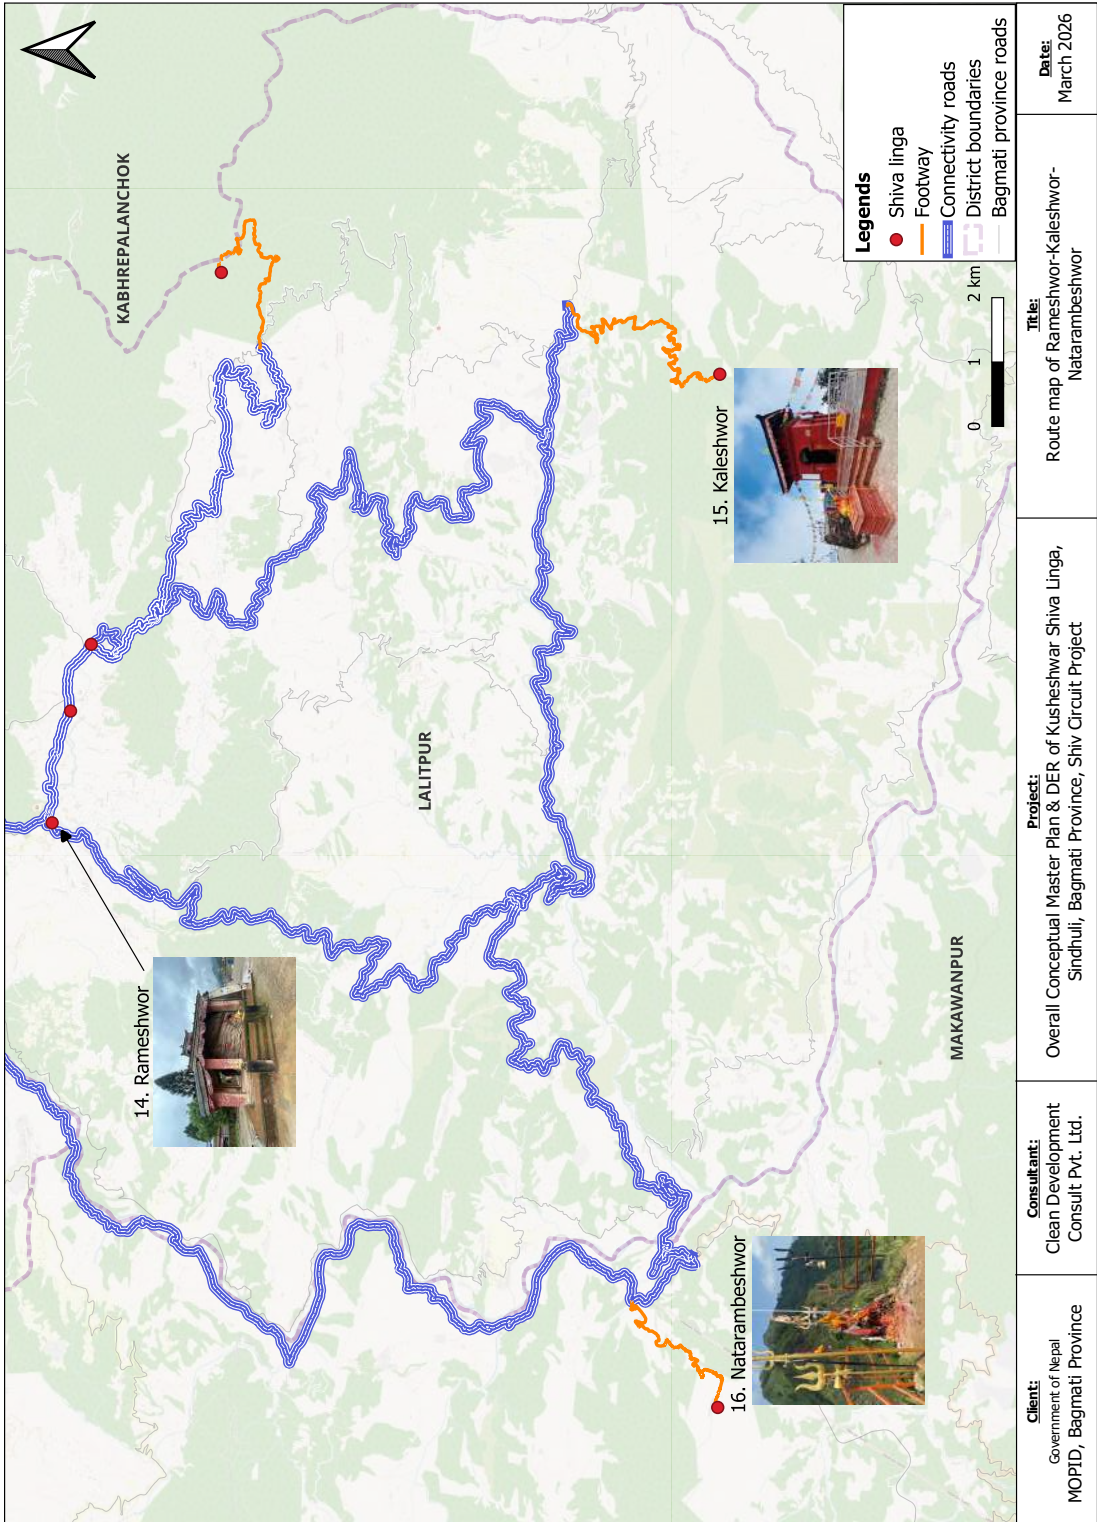 KABHREPALANCHOK
LALITPUR
MAKAWANPUR
14. Rameshwor
15. Kaleshwor
16. Natarambeshwor
Legends
Shiva linga
Footway
Connectivity roads
District boundaries
Bagmati province roads
0 1 2 km
Client:
Government of Nepal
MOPID, Bagmati Province
Consultant:
Clean Development
Consult Pvt. Ltd.
Project:
Overall Conceptual Master Plan & DER of Kusheshwar Shiva Linga,
Sindhuli, Bagmati Province, Shiv Circuit Project
Title:
Route map of Rameshwor-Kaleshwor-
Natarambeshwor
Date:
March 2026